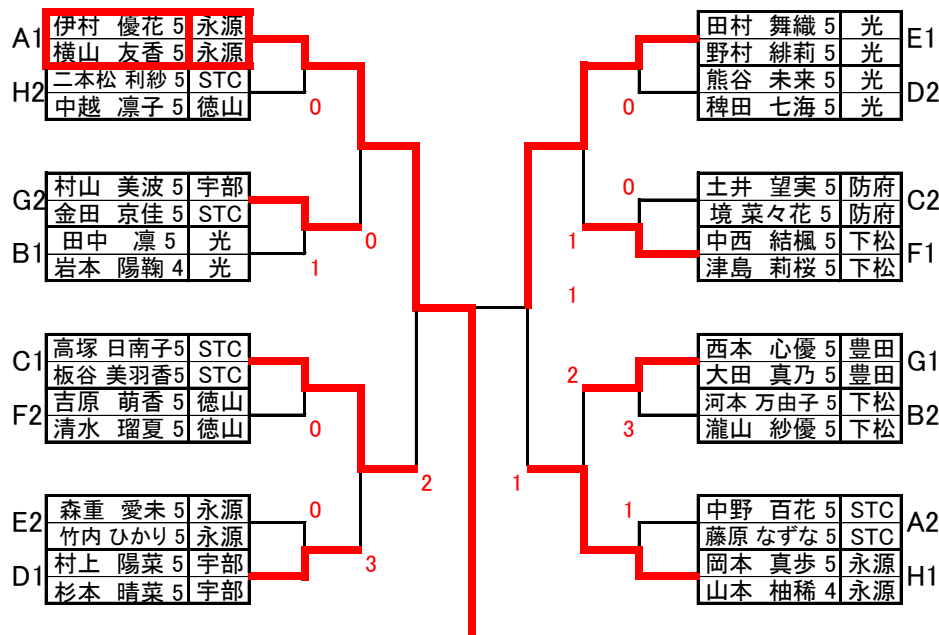 A1 伊村 優花 5 永源
横山 友香 5 永源
H2 二本松 利紗 5 STC
中越 凛子 5 徳山
0
G2 村山 美波 5 宇部
金田 京佳 5 STC
B1 田中 凛 5 光
岩本 陽鞠 4 光
1
0
C1 高塚 日南子5 STC
板谷 美羽香5 STC
F2 吉原 萌香 5 徳山
清水 瑠夏 5 徳山
0
E2 森重 愛未 5 永源
竹内 ひかり 5 永源
D1 村上 陽菜 5 宇部
杉本 晴菜 5 宇部
0
3
2
田村 舞織 5 光 E1
野村 緋莉 5 光
熊谷 未来 5 光 D2
稗田 七海 5 光
0
土井 望実 5 防府 C2
境 菜々花 5 防府
中西 結楓 5 下松 F1
津島 莉桜 5 下松
0
1
1
西本 心優 5 豊田 G1
大田 真乃 5 豊田
河本 万由子 5 下松 B2
瀧山 紗優 5 下松
2
3
中野 百花 5 STC A2
藤原 なずな 5 STC
岡本 真歩 5 永源 H1
山本 柚稀 4 永源
1
1